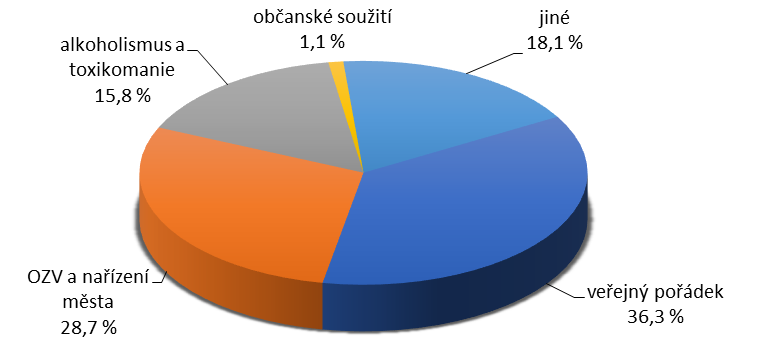 občanské soužití
1,1 %
jiné
18,1 %
alkoholismus a
toxikomanie
15,8 %
OZV a nařízení
města
28,7 %
veřejný pořádek
36,3 %